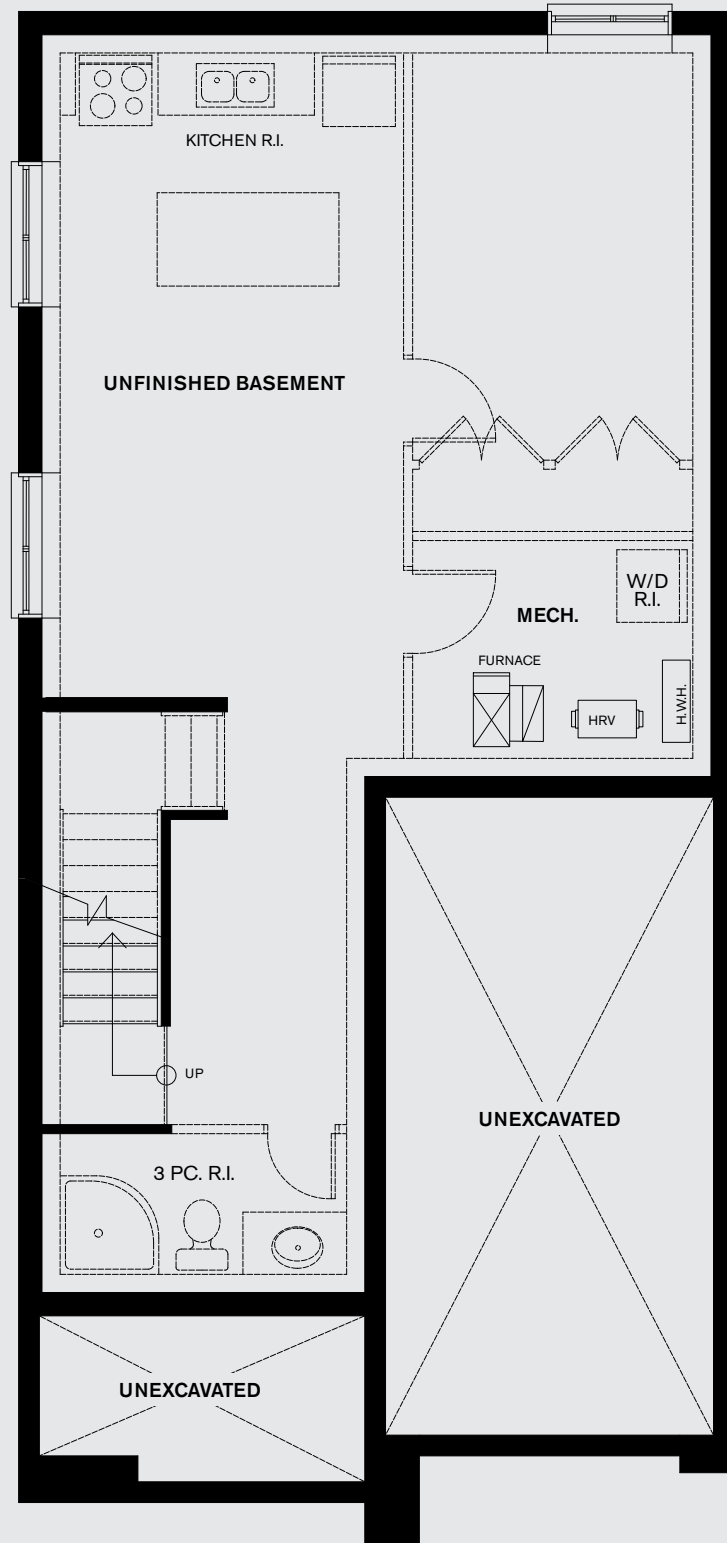 KITCHEN R.I.
UNFINISHED BASEMENT
W/D
R.I.
MECH.
FURNACE
HRV
H.W.H.
UP
UNEXCAVATED
3 PC. R.I.
UNEXCAVATED